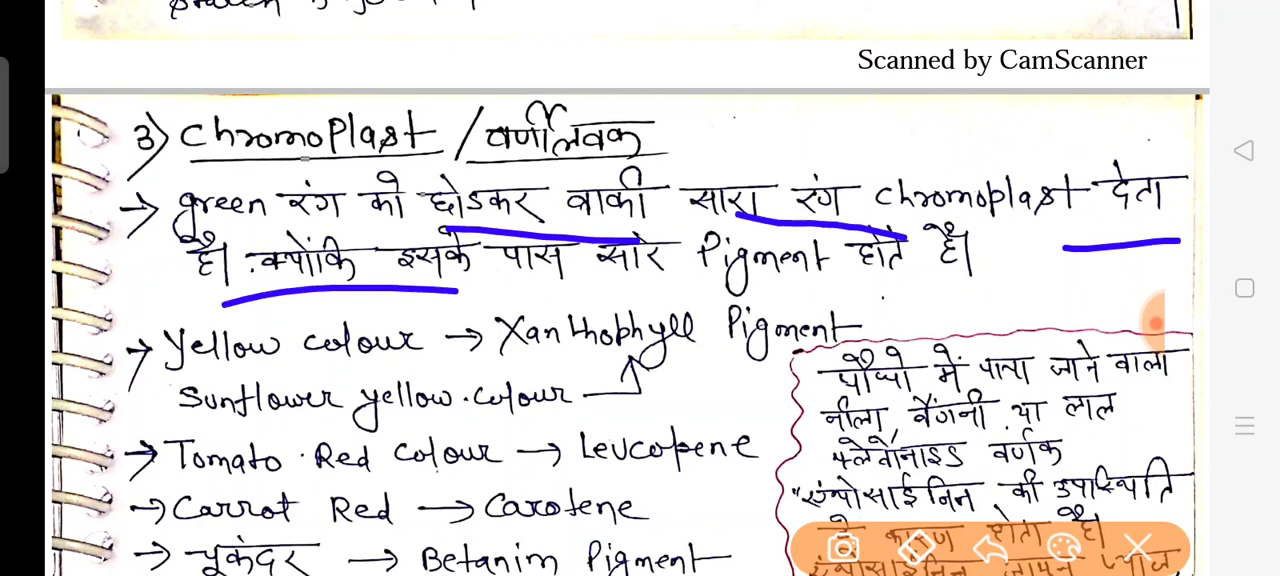 Scanned by CamScanner
3) Chromoplast / वर्णीलवक
→ green रंग को छोडकर बाकी सारा रंग chromoplast देता
है। क्योंकि इसके पास सारे Pigment होते है।
→ Yellow colour → Xanthophyll Pigment
Sunflower yellow colour
→ Tomato Red Colour → Leucopene
→ Carrot Red → Carotene
→ चूकंदर → Betanim Pigment
पौधो में पाया जाने वाला
नीला, बैंगनी या लाल
फ्लेवोनाइड वर्णक
"एंथोसाईनिन की उपस्थिति
के कारण होता है।